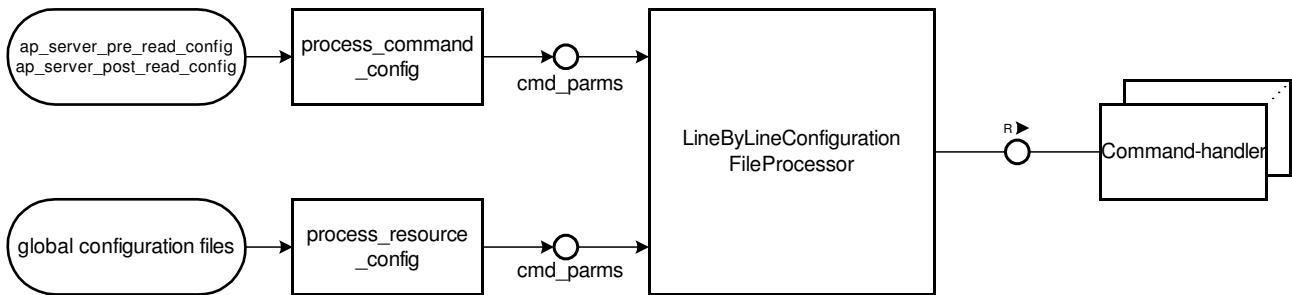 ap_server_pre_read_config
ap_server_post_read_config
process_command
_config
cmd_parms
LineByLineConfiguration
FileProcessor
R
Command-handler
global configuration files
process_resource
_config
cmd_parms